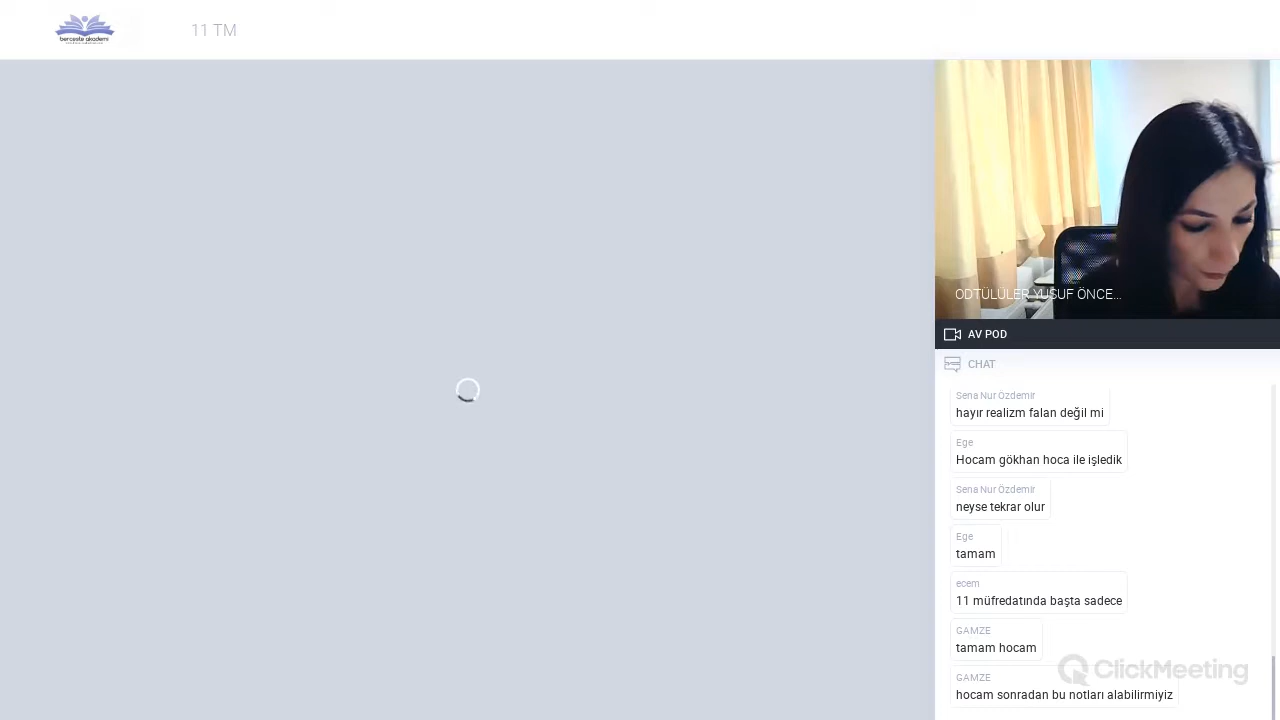 berceste akademi
11 TM
ODTÜLÜLER YUSUF ÖNCE...
AV POD
CHAT
Sena Nur Özdemir
hayır realizm falan değil mi
Ege
Hocam gökhan hoca ile işledik
Sena Nur Özdemir
neyse tekrar olur
Ege
tamam
ecem
11 müfredatında başta sadece
GAMZE
tamam hocam
GAMZE
hocam sonradan bu notları alabilirmiyiz
ClickMeeting